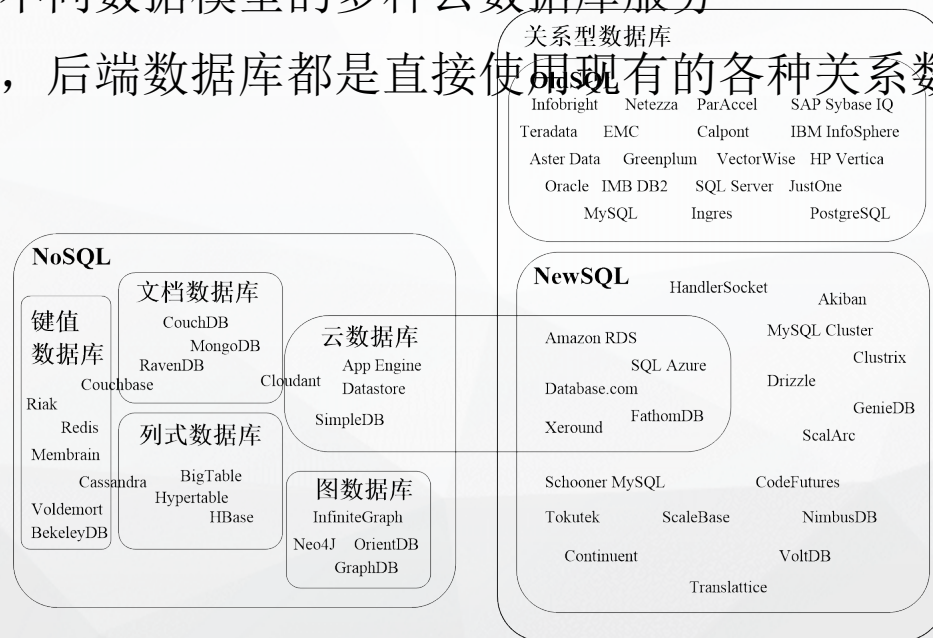 不同数据模型的多种云数据库服务
，后端数据库都是直接使用现有的各种关系数
关系型数据库
OldSQL
Infobright Netezza ParAccel SAP Sybase IQ
Teradata EMC Calpont IBM InfoSphere
Aster Data Greenplum VectorWise HP Vertica
Oracle IMB DB2 SQL Server JustOne
MySQL Ingres PostgreSQL
NoSQL
键值
数据库
Couchbase
Riak
Redis
Membrain
Cassandra
Voldemort
BekeleyDB
文档数据库
CouchDB
MongoDB
RavenDB
Cloudant
列式数据库
BigTable
Hypertable
HBase
云数据库
App Engine
Datastore
SimpleDB
图数据库
InfiniteGraph
Neo4J OrientDB
GraphDB
NewSQL
HandlerSocket
Akiban
Amazon RDS
MySQL Cluster
SQL Azure
Clustrix
Database.com
Drizzle
FathomDB
GenieDB
Xeround
ScalArc
Schooner MySQL CodeFutures
Tokutek ScaleBase NimbusDB
Continuent VoltDB
Translattice